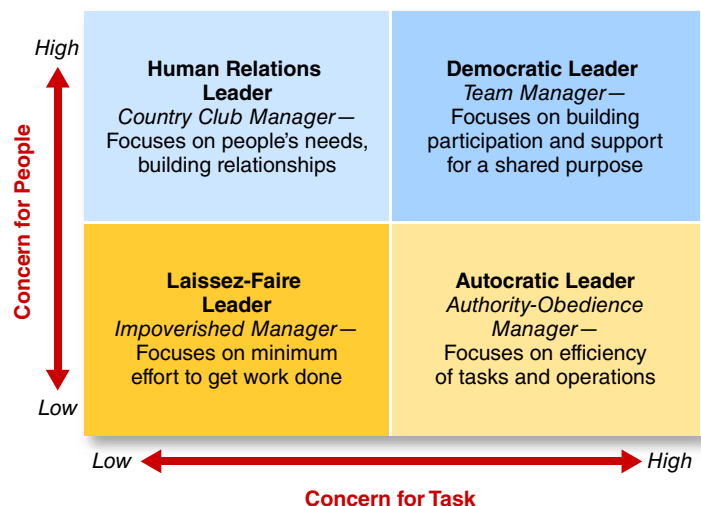 High
Concern for People
Low
Human Relations
Leader
Country Club Manager—
Focuses on people’s needs,
building relationships
Democratic Leader
Team Manager—
Focuses on building
participation and support
for a shared purpose
Laissez-Faire
Leader
Impoverished Manager—
Focuses on minimum
effort to get work done
Autocratic Leader
Authority-Obedience
Manager—
Focuses on efficiency
of tasks and operations
Low
High
Concern for Task